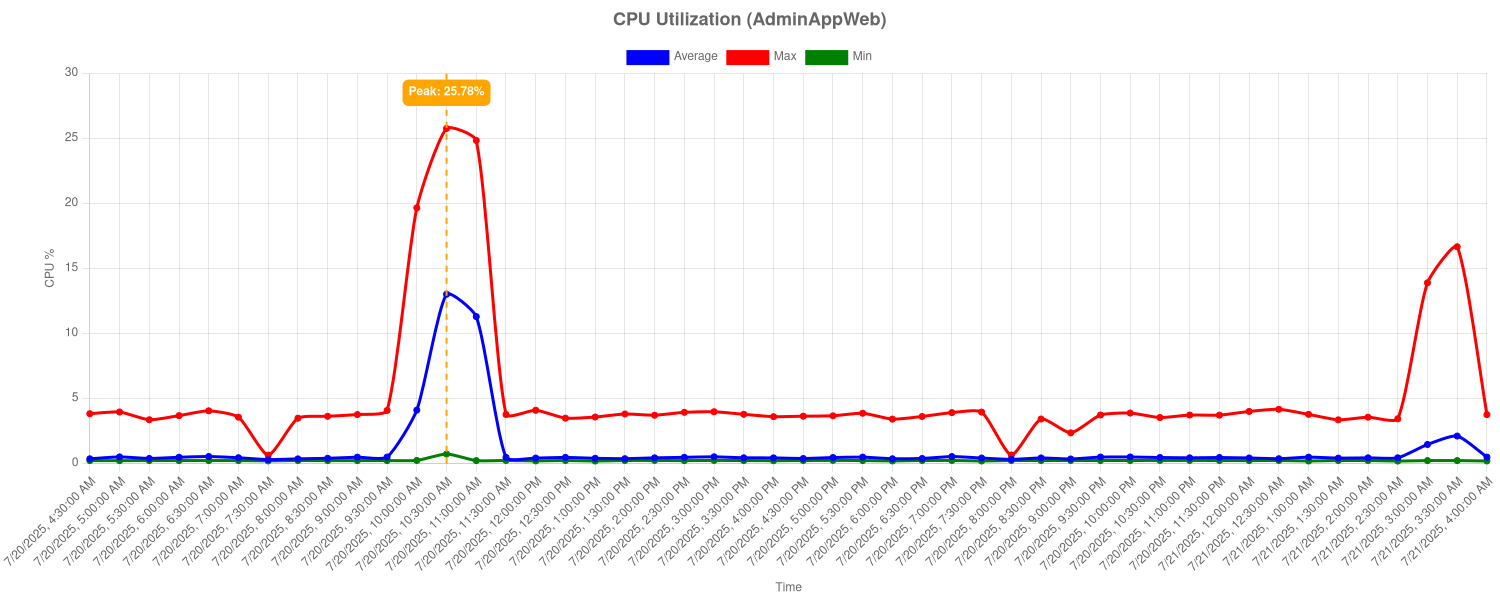 CPU Utilization (AdminAppWeb)
Average Max Min
30
Peak: 25.78%
25
20
15
10
5
0
CPU %
7/20/2025, 4:30:00 AM
7/20/2025, 5:00:00 AM
7/20/2025, 5:30:00 AM
7/20/2025, 6:00:00 AM
7/20/2025, 6:30:00 AM
7/20/2025, 7:00:00 AM
7/20/2025, 7:30:00 AM
7/20/2025, 8:00:00 AM
7/20/2025, 8:30:00 AM
7/20/2025, 9:00:00 AM
7/20/2025, 9:30:00 AM
7/20/2025, 10:00:00 AM
7/20/2025, 10:30:00 AM
7/20/2025, 11:00:00 AM
7/20/2025, 11:30:00 AM
7/20/2025, 12:00:00 PM
7/20/2025, 12:30:00 PM
7/20/2025, 1:00:00 PM
7/20/2025, 1:30:00 PM
7/20/2025, 2:00:00 PM
7/20/2025, 2:30:00 PM
7/20/2025, 3:00:00 PM
7/20/2025, 3:30:00 PM
7/20/2025, 4:00:00 PM
7/20/2025, 4:30:00 PM
7/20/2025, 5:00:00 PM
7/20/2025, 5:30:00 PM
7/20/2025, 6:00:00 PM
7/20/2025, 6:30:00 PM
7/20/2025, 7:00:00 PM
7/20/2025, 7:30:00 PM
7/20/2025, 8:00:00 PM
7/20/2025, 8:30:00 PM
7/20/2025, 9:00:00 PM
7/20/2025, 9:30:00 PM
7/20/2025, 10:00:00 PM
7/20/2025, 10:30:00 PM
7/20/2025, 11:00:00 PM
7/20/2025, 11:30:00 PM
7/21/2025, 12:00:00 AM
7/21/2025, 12:30:00 AM
7/21/2025, 1:00:00 AM
7/21/2025, 1:30:00 AM
7/21/2025, 2:00:00 AM
7/21/2025, 2:30:00 AM
7/21/2025, 3:00:00 AM
7/21/2025, 3:30:00 AM
7/21/2025, 4:00:00 AM
Time